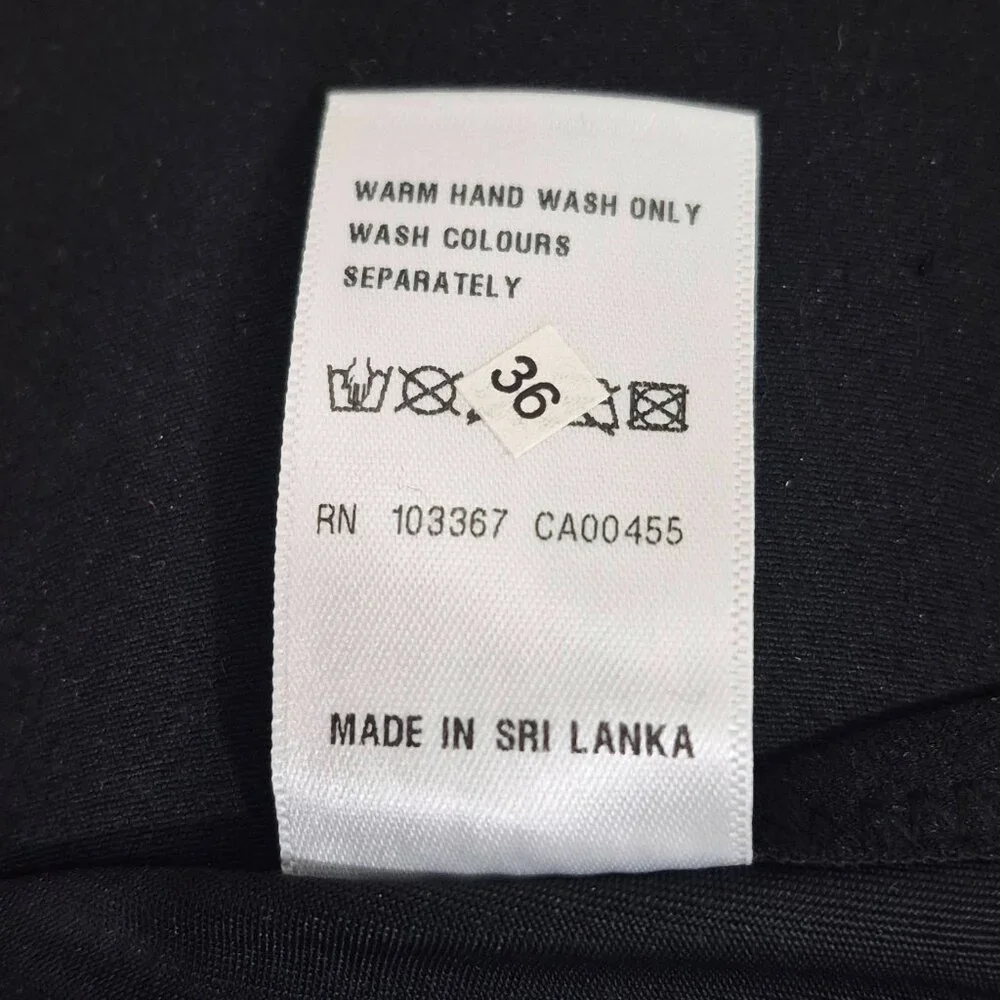 WARM HAND WASH ONLY
WASH COLOURS
SEPARATELY
36
RN 103367 CA00455
MADE IN SRI LANKA